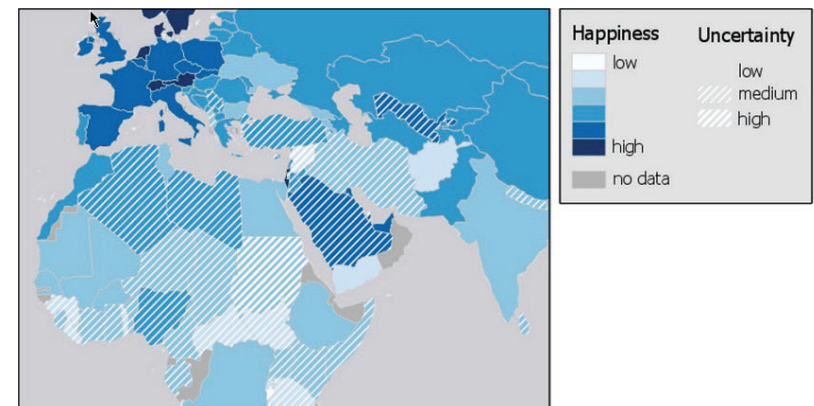 Happiness
low
high
no data
Uncertainty
low
medium
high